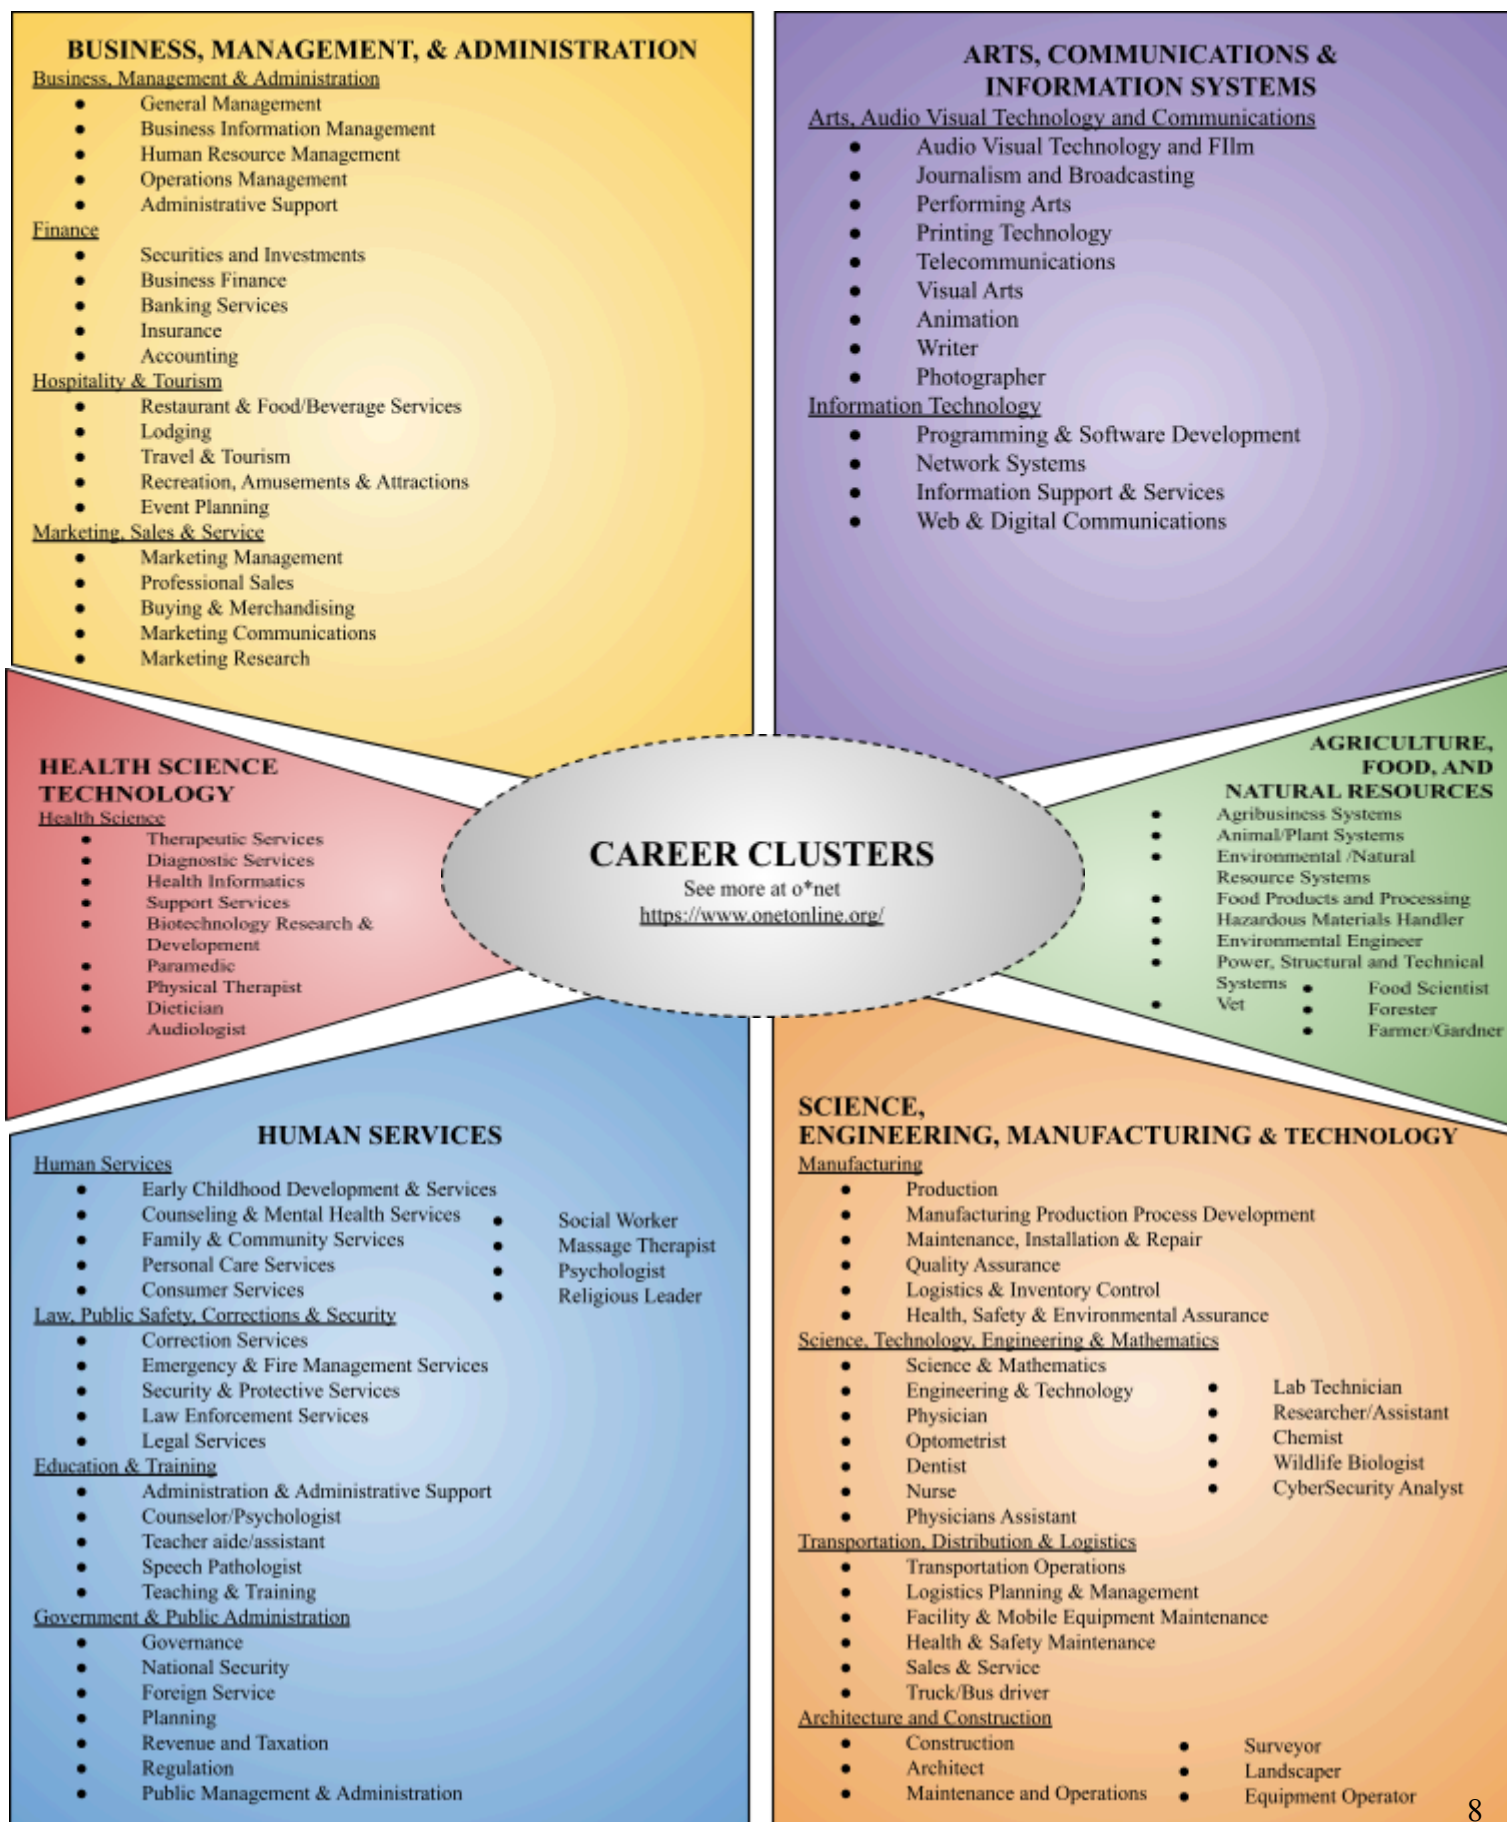 BUSINESS, MANAGEMENT, & ADMINISTRATION
Business, Management & Administration
● General Management
● Business Information Management
● Human Resource Management
● Operations Management
● Administrative Support
Finance
● Securities and Investments
● Business Finance
● Banking Services
● Insurance
● Accounting
Hospitality & Tourism
● Restaurant & Food/Beverage Services
● Lodging
● Travel & Tourism
● Recreation, Amusements & Attractions
● Event Planning
Marketing, Sales & Service
● Marketing Management
● Professional Sales
● Buying & Merchandising
● Marketing Communications
● Marketing Research
ARTS, COMMUNICATIONS &
INFORMATION SYSTEMS
Arts, Audio Visual Technology and Communications
● Audio Visual Technology and FIlm
● Journalism and Broadcasting
● Performing Arts
● Printing Technology
● Telecommunications
● Visual Arts
● Animation
● Writer
● Photographer
Information Technology
● Programming & Software Development
● Network Systems
● Information Support & Services
● Web & Digital Communications
HEALTH SCIENCE
TECHNOLOGY
Health Science
● Therapeutic Services
● Diagnostic Services
● Health Informatics
● Support Services
● Biotechnology Research &
Development
● Paramedic
● Physical Therapist
● Dietician
● Audiologist
CAREER CLUSTERS
See more at o*net
https://www.onetonline.org/
AGRICULTURE,
FOOD, AND
NATURAL RESOURCES
● Agribusiness Systems
● Animal/Plant Systems
● Environmental /Natural
Resource Systems
● Food Products and Processing
● Hazardous Materials Handler
● Environmental Engineer
● Power, Structural and Technical
Systems
● Vet
● Food Scientist
● Forester
● Farmer/Gardner
HUMAN SERVICES
Human Services
● Early Childhood Development & Services
● Counseling & Mental Health Services
● Family & Community Services
● Personal Care Services
● Consumer Services
● Social Worker
● Massage Therapist
● Psychologist
● Religious Leader
Law, Public Safety, Corrections & Security
● Correction Services
● Emergency & Fire Management Services
● Security & Protective Services
● Law Enforcement Services
● Legal Services
Education & Training
● Administration & Administrative Support
● Counselor/Psychologist
● Teacher aide/assistant
● Speech Pathologist
● Teaching & Training
Government & Public Administration
● Governance
● National Security
● Foreign Service
● Planning
● Revenue and Taxation
● Regulation
● Public Management & Administration
SCIENCE,
ENGINEERING, MANUFACTURING & TECHNOLOGY
Manufacturing
● Production
● Manufacturing Production Process Development
● Maintenance, Installation & Repair
● Quality Assurance
● Logistics & Inventory Control
● Health, Safety & Environmental Assurance
Science, Technology, Engineering & Mathematics
● Science & Mathematics
● Engineering & Technology
● Physician
● Optometrist
● Dentist
● Nurse
● Physicians Assistant
● Lab Technician
● Researcher/Assistant
● Chemist
● Wildlife Biologist
● CyberSecurity Analyst
Transportation, Distribution & Logistics
● Transportation Operations
● Logistics Planning & Management
● Facility & Mobile Equipment Maintenance
● Health & Safety Maintenance
● Sales & Service
● Truck/Bus driver
Architecture and Construction
● Construction
● Architect
● Maintenance and Operations
● Surveyor
● Landscaper
● Equipment Operator
8